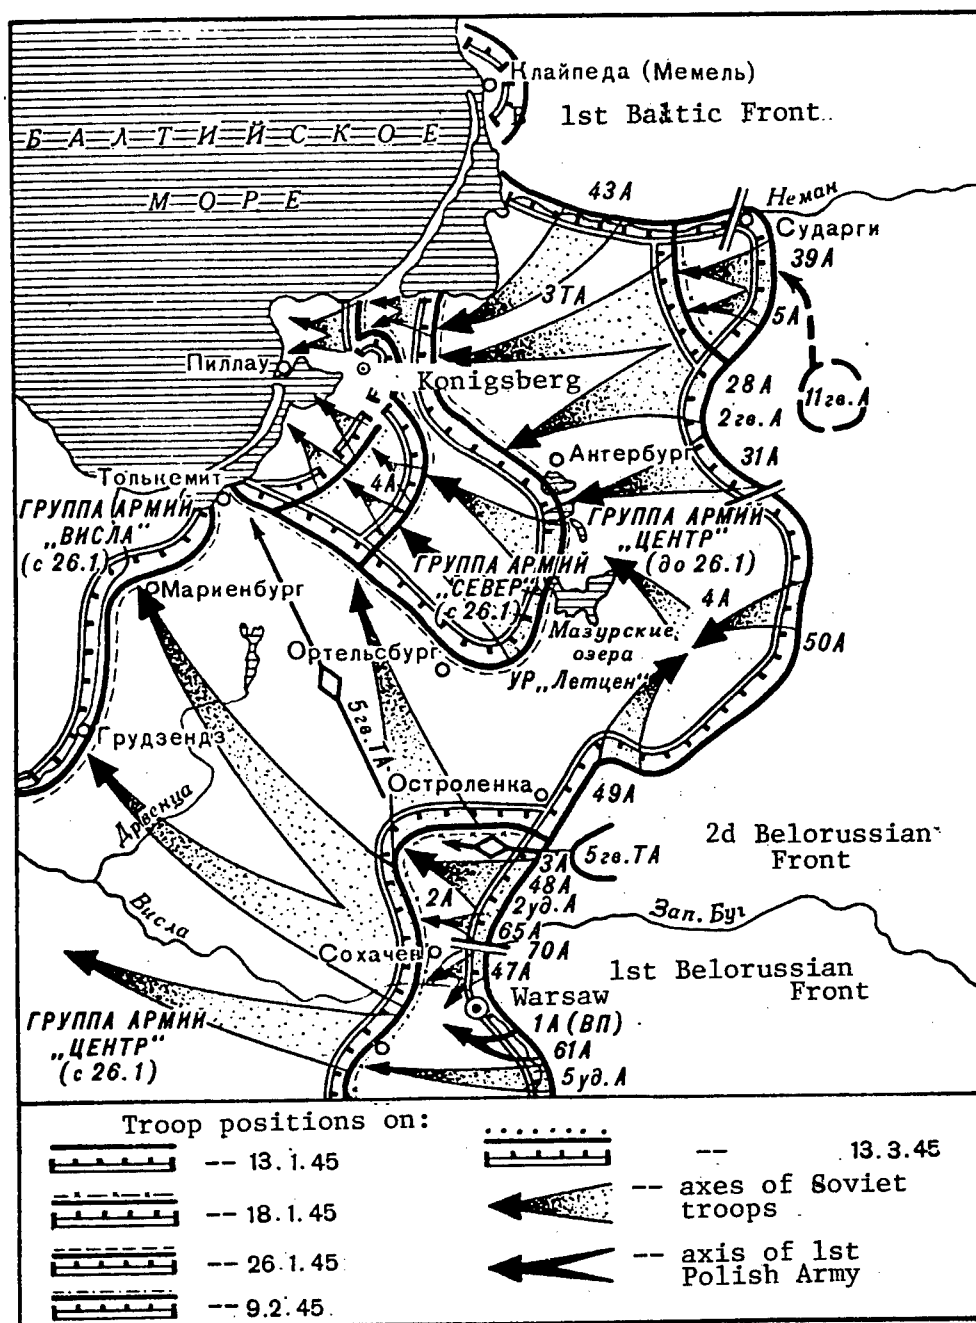 Клайпеда (Мемель)
1st Baltic Front
БАЛТИЙСКОЕ
МОРЕ
43А
Неман
Сударги
39А
3ТА
5А
Пиллау
Konigsberg
28А
2гв.А
11гв.А
31А
Ангербург
Толькемит
4А
ГРУППА АРМИЙ
„ВИСЛА“
(с 26.1)
ГРУППА АРМИЙ
„ЦЕНТР“
(до 26.1)
ГРУППА АРМИЙ
„СЕВЕР“
(с 26.1)
Мариенбург
4А
50А
Мазурские
озера
УР „Летцен“
Ортельсбург
5гв.ТА
Грудзендз
Дрвенца
Остроленка
49А
2d Belorussian
Front
5гв.ТА
3А
48А
2уд.А
2А
65А
70А
47А
Зап. Буг
Висла
Сохачев
1st Belorussian
Front
Warsaw
1А (ВП)
61А
5уд.А
ГРУППА АРМИЙ
„ЦЕНТР“
(с 26.1)
Troop positions on:
-- 13.1.45
-- 18.1.45
-- 26.1.45
-- 9.2.45
-- 13.3.45
-- axes of Soviet
troops
-- axis of 1st
Polish Army